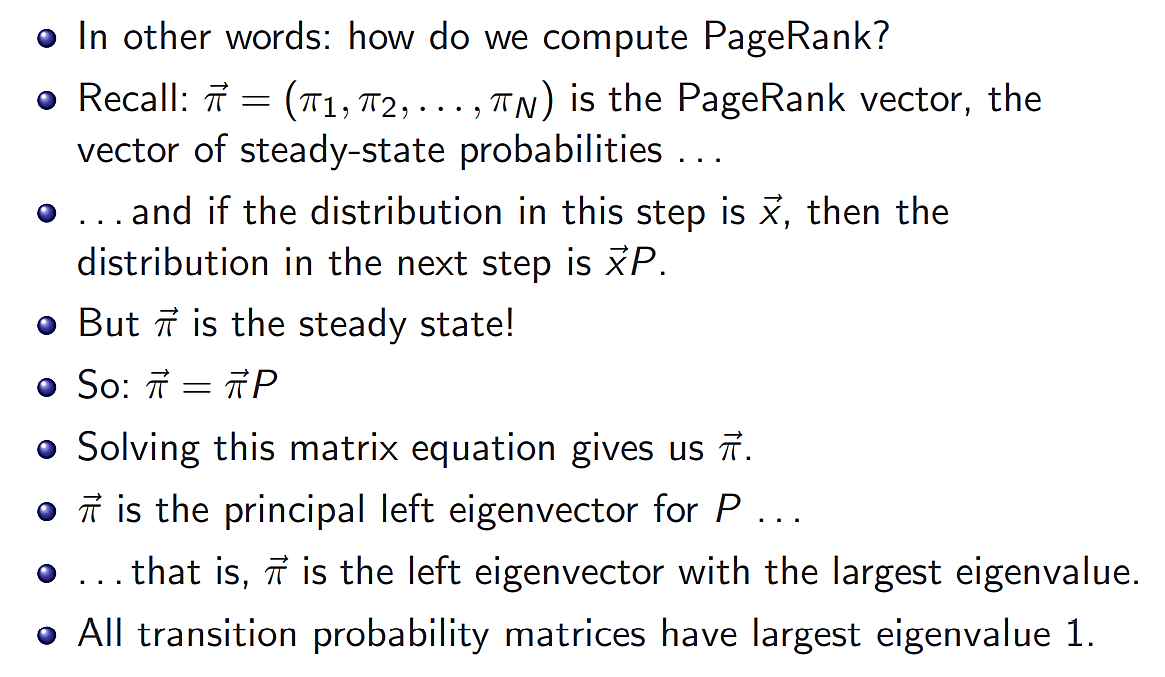 • In other words: how do we compute PageRank?
• Recall: π⃗ = (π₁, π₂, . . . , π_N) is the PageRank vector, the
vector of steady-state probabilities . . .
• . . . and if the distribution in this step is x⃗, then the
distribution in the next step is x⃗P.
• But π⃗ is the steady state!
• So: π⃗ = π⃗P
• Solving this matrix equation gives us π⃗.
• π⃗ is the principal left eigenvector for P . . .
• . . . that is, π⃗ is the left eigenvector with the largest eigenvalue.
• All transition probability matrices have largest eigenvalue 1.